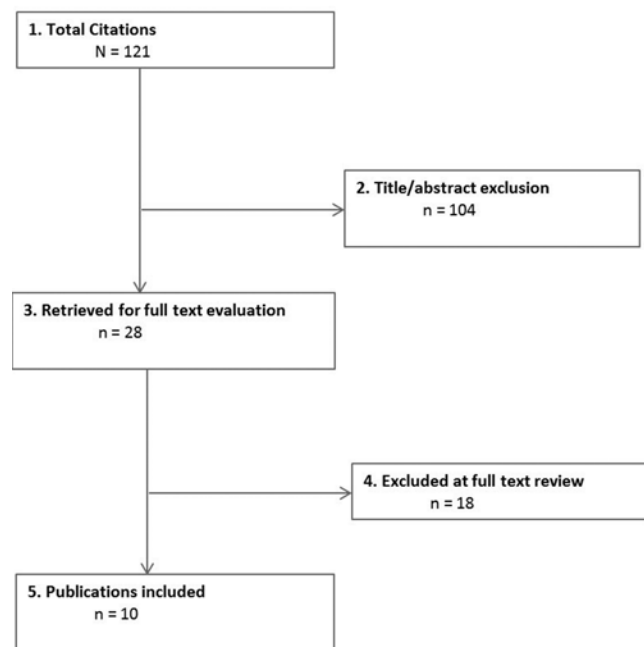 1. Total Citations
N = 121
2. Title/abstract exclusion
n = 104
3. Retrieved for full text evaluation
n = 28
4. Excluded at full text review
n = 18
5. Publications included
n = 10